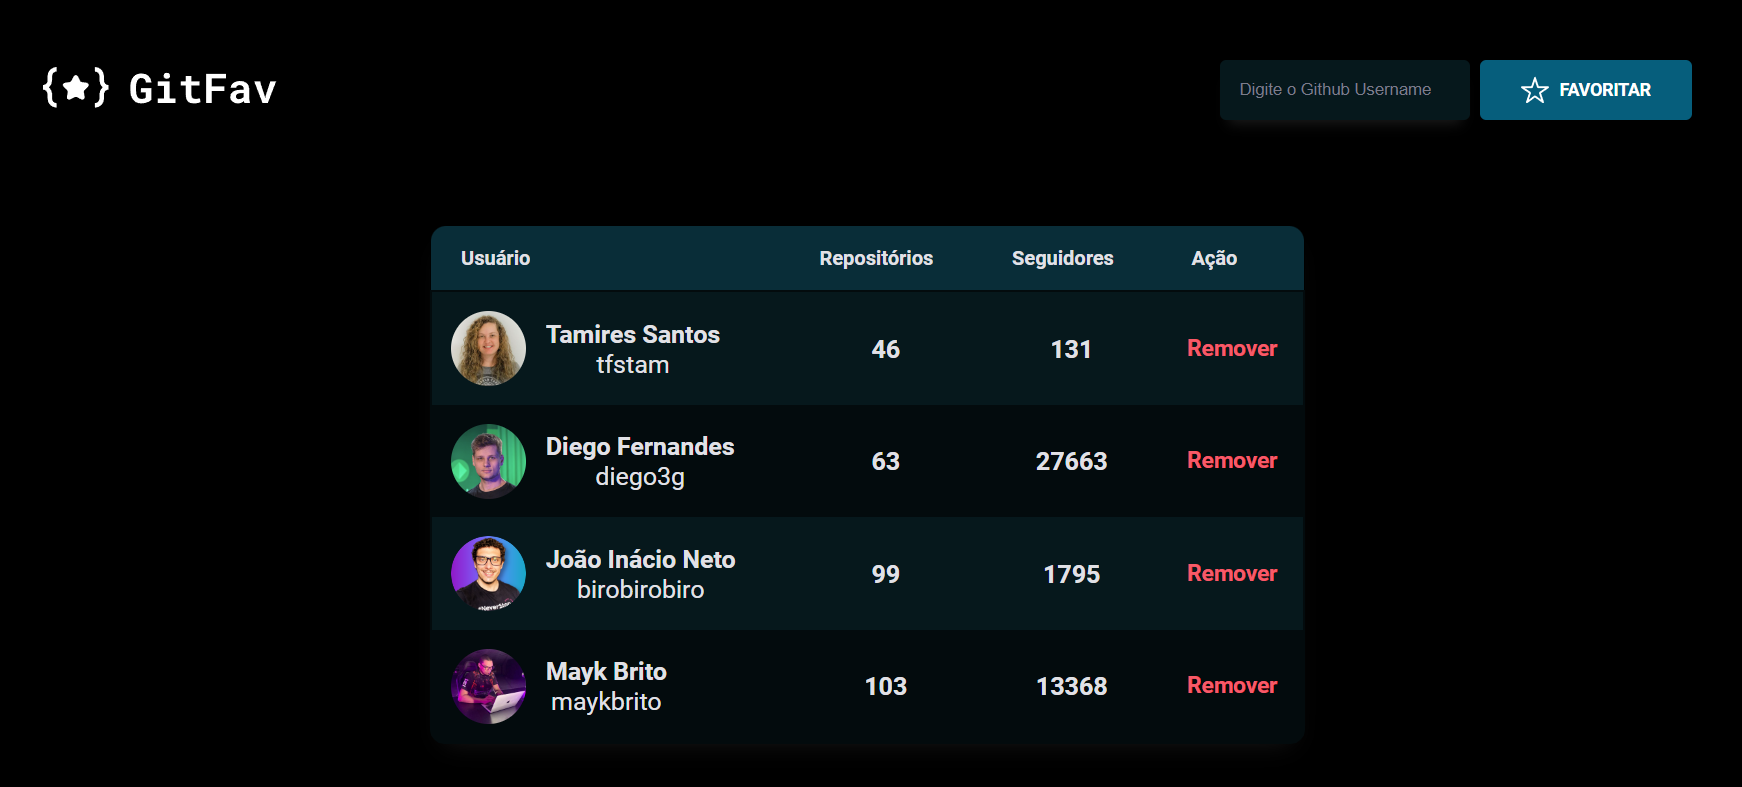 {★} GitFav
Digite o Github Username
FAVORITAR
Usuário Repositórios Seguidores Ação
Tamires Santos
tfstam
46 131 Remover
Diego Fernandes
diego3g
63 27663 Remover
João Inácio Neto
birobirobiro
99 1795 Remover
Mayk Brito
maykbrito
103 13368 Remover